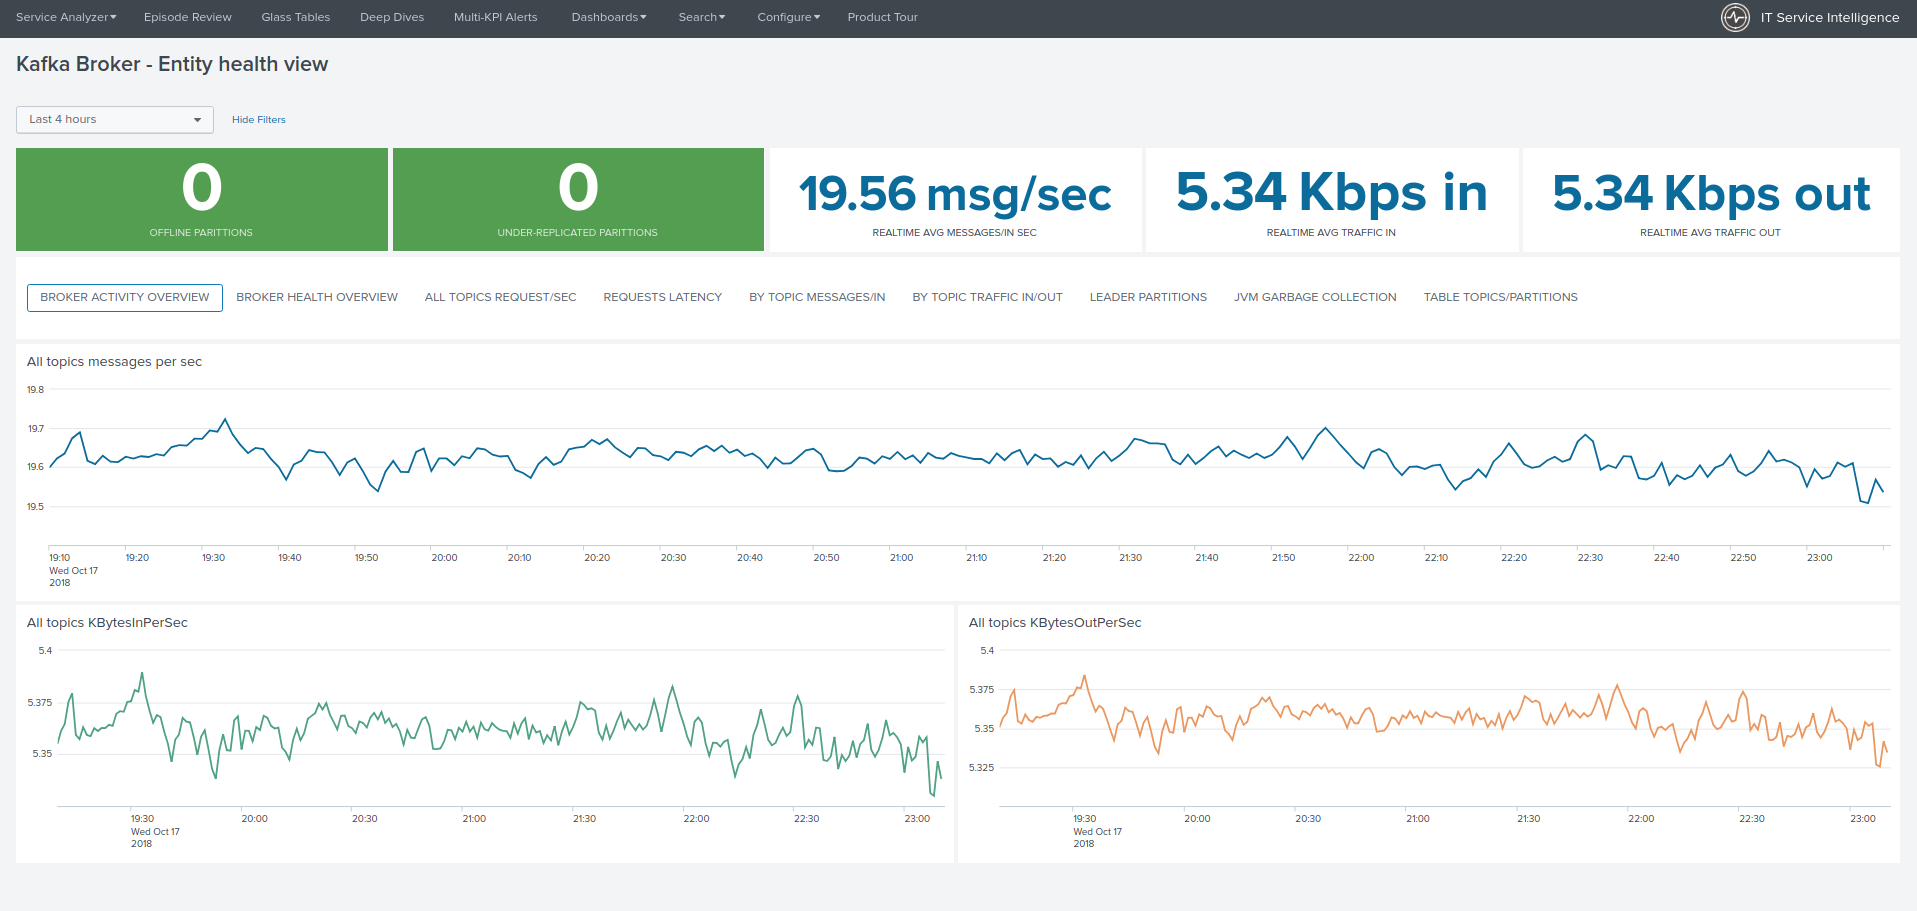 Service Analyzer Episode Review Glass Tables Deep Dives Multi-KPI Alerts Dashboards Search Configure Product Tour IT Service Intelligence
Kafka Broker - Entity health view
Last 4 hours Hide Filters
0
OFFLINE PARITTIONS
0
UNDER-REPLICATED PARITTIONS
19.56 msg/sec
REALTIME AVG MESSAGES/IN SEC
5.34 Kbps in
REALTIME AVG TRAFFIC IN
5.34 Kbps out
REALTIME AVG TRAFFIC OUT
BROKER ACTIVITY OVERVIEW BROKER HEALTH OVERVIEW ALL TOPICS REQUEST/SEC REQUESTS LATENCY BY TOPIC MESSAGES/IN BY TOPIC TRAFFIC IN/OUT LEADER PARTITIONS JVM GARBAGE COLLECTION TABLE TOPICS/PARTITIONS
All topics messages per sec
19.8
19.7
19.6
19.5
19:10 19:20 19:30 19:40 19:50 20:00 20:10 20:20 20:30 20:40 20:50 21:00 21:10 21:20 21:30 21:40 21:50 22:00 22:10 22:20 22:30 22:40 22:50 23:00
Wed Oct 17
2018
All topics KBytesInPerSec
5.4
5.375
5.35
19:30 20:00 20:30 21:00 21:30 22:00 22:30 23:00
Wed Oct 17
2018
All topics KBytesOutPerSec
5.4
5.375
5.35
5.325
19:30 20:00 20:30 21:00 21:30 22:00 22:30 23:00
Wed Oct 17
2018